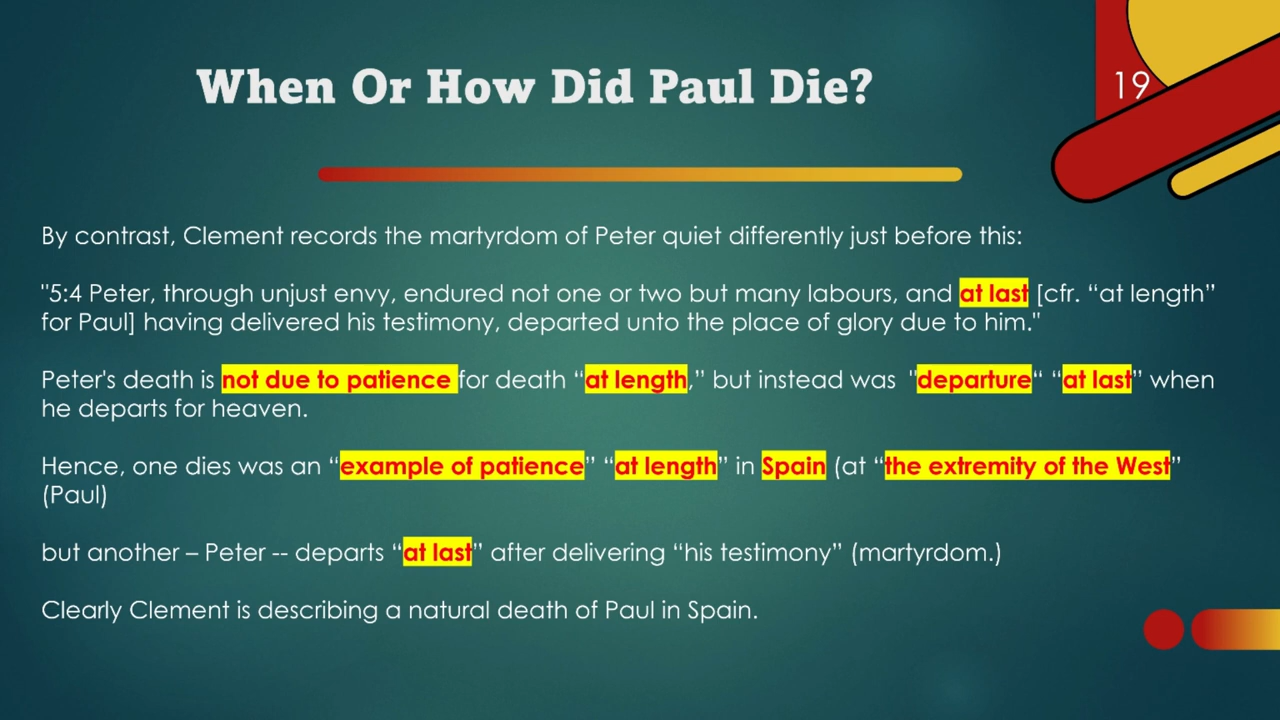 When Or How Did Paul Die?
19
By contrast, Clement records the martyrdom of Peter quiet differently just before this:
"5:4 Peter, through unjust envy, endured not one or two but many labours, and at last [cfr. “at length”
for Paul] having delivered his testimony, departed unto the place of glory due to him."
Peter's death is not due to patience for death “at length,” but instead was "departure“ “at last” when
he departs for heaven.
Hence, one dies was an “example of patience” “at length” in Spain (at “the extremity of the West”
(Paul)
but another – Peter -- departs “at last” after delivering “his testimony” (martyrdom.)
Clearly Clement is describing a natural death of Paul in Spain.